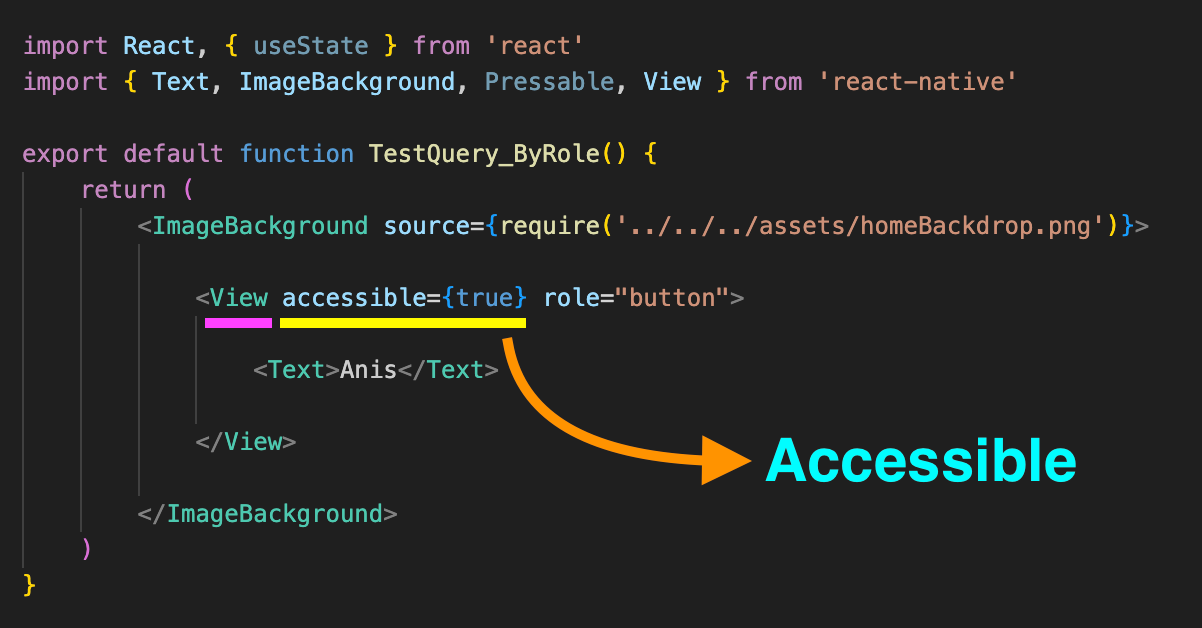 import React, { useState } from 'react'
import { Text, ImageBackground, Pressable, View } from 'react-native'
export default function TestQuery_ByRole() {
return (
<ImageBackground source={require('../../../assets/homeBackdrop.png')}>
<View accessible={true} role="button">
<Text>Anis</Text>
</View>
Accessible
</ImageBackground>
)
}